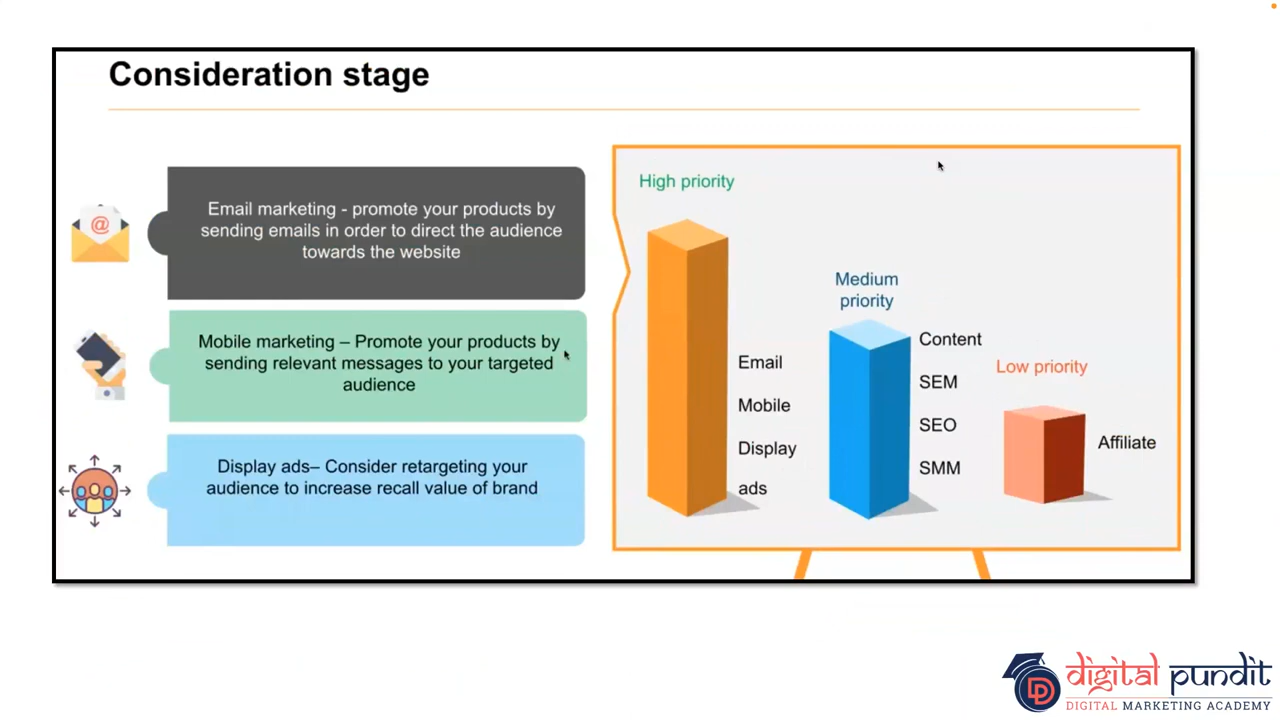 Consideration stage
@
Email marketing - promote your products by
sending emails in order to direct the audience
towards the website
Mobile marketing – Promote your products by
sending relevant messages to your targeted
audience
Display ads– Consider retargeting your
audience to increase recall value of brand
High priority
Email
Mobile
Display
ads
Medium
priority
Content
SEM
SEO
SMM
Low priority
Affiliate
DP
digital pundit
DIGITAL MARKETING ACADEMY